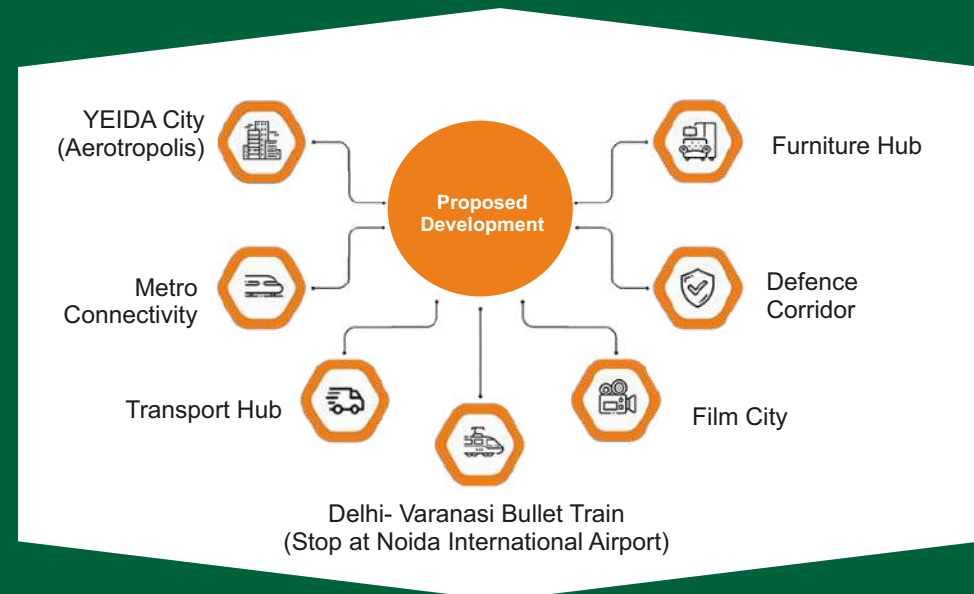 YEIDA City
(Aerotropolis)
Proposed
Development
Furniture Hub
Metro
Connectivity
Defence
Corridor
Transport Hub
Film City
Delhi- Varanasi Bullet Train
(Stop at Noida International Airport)